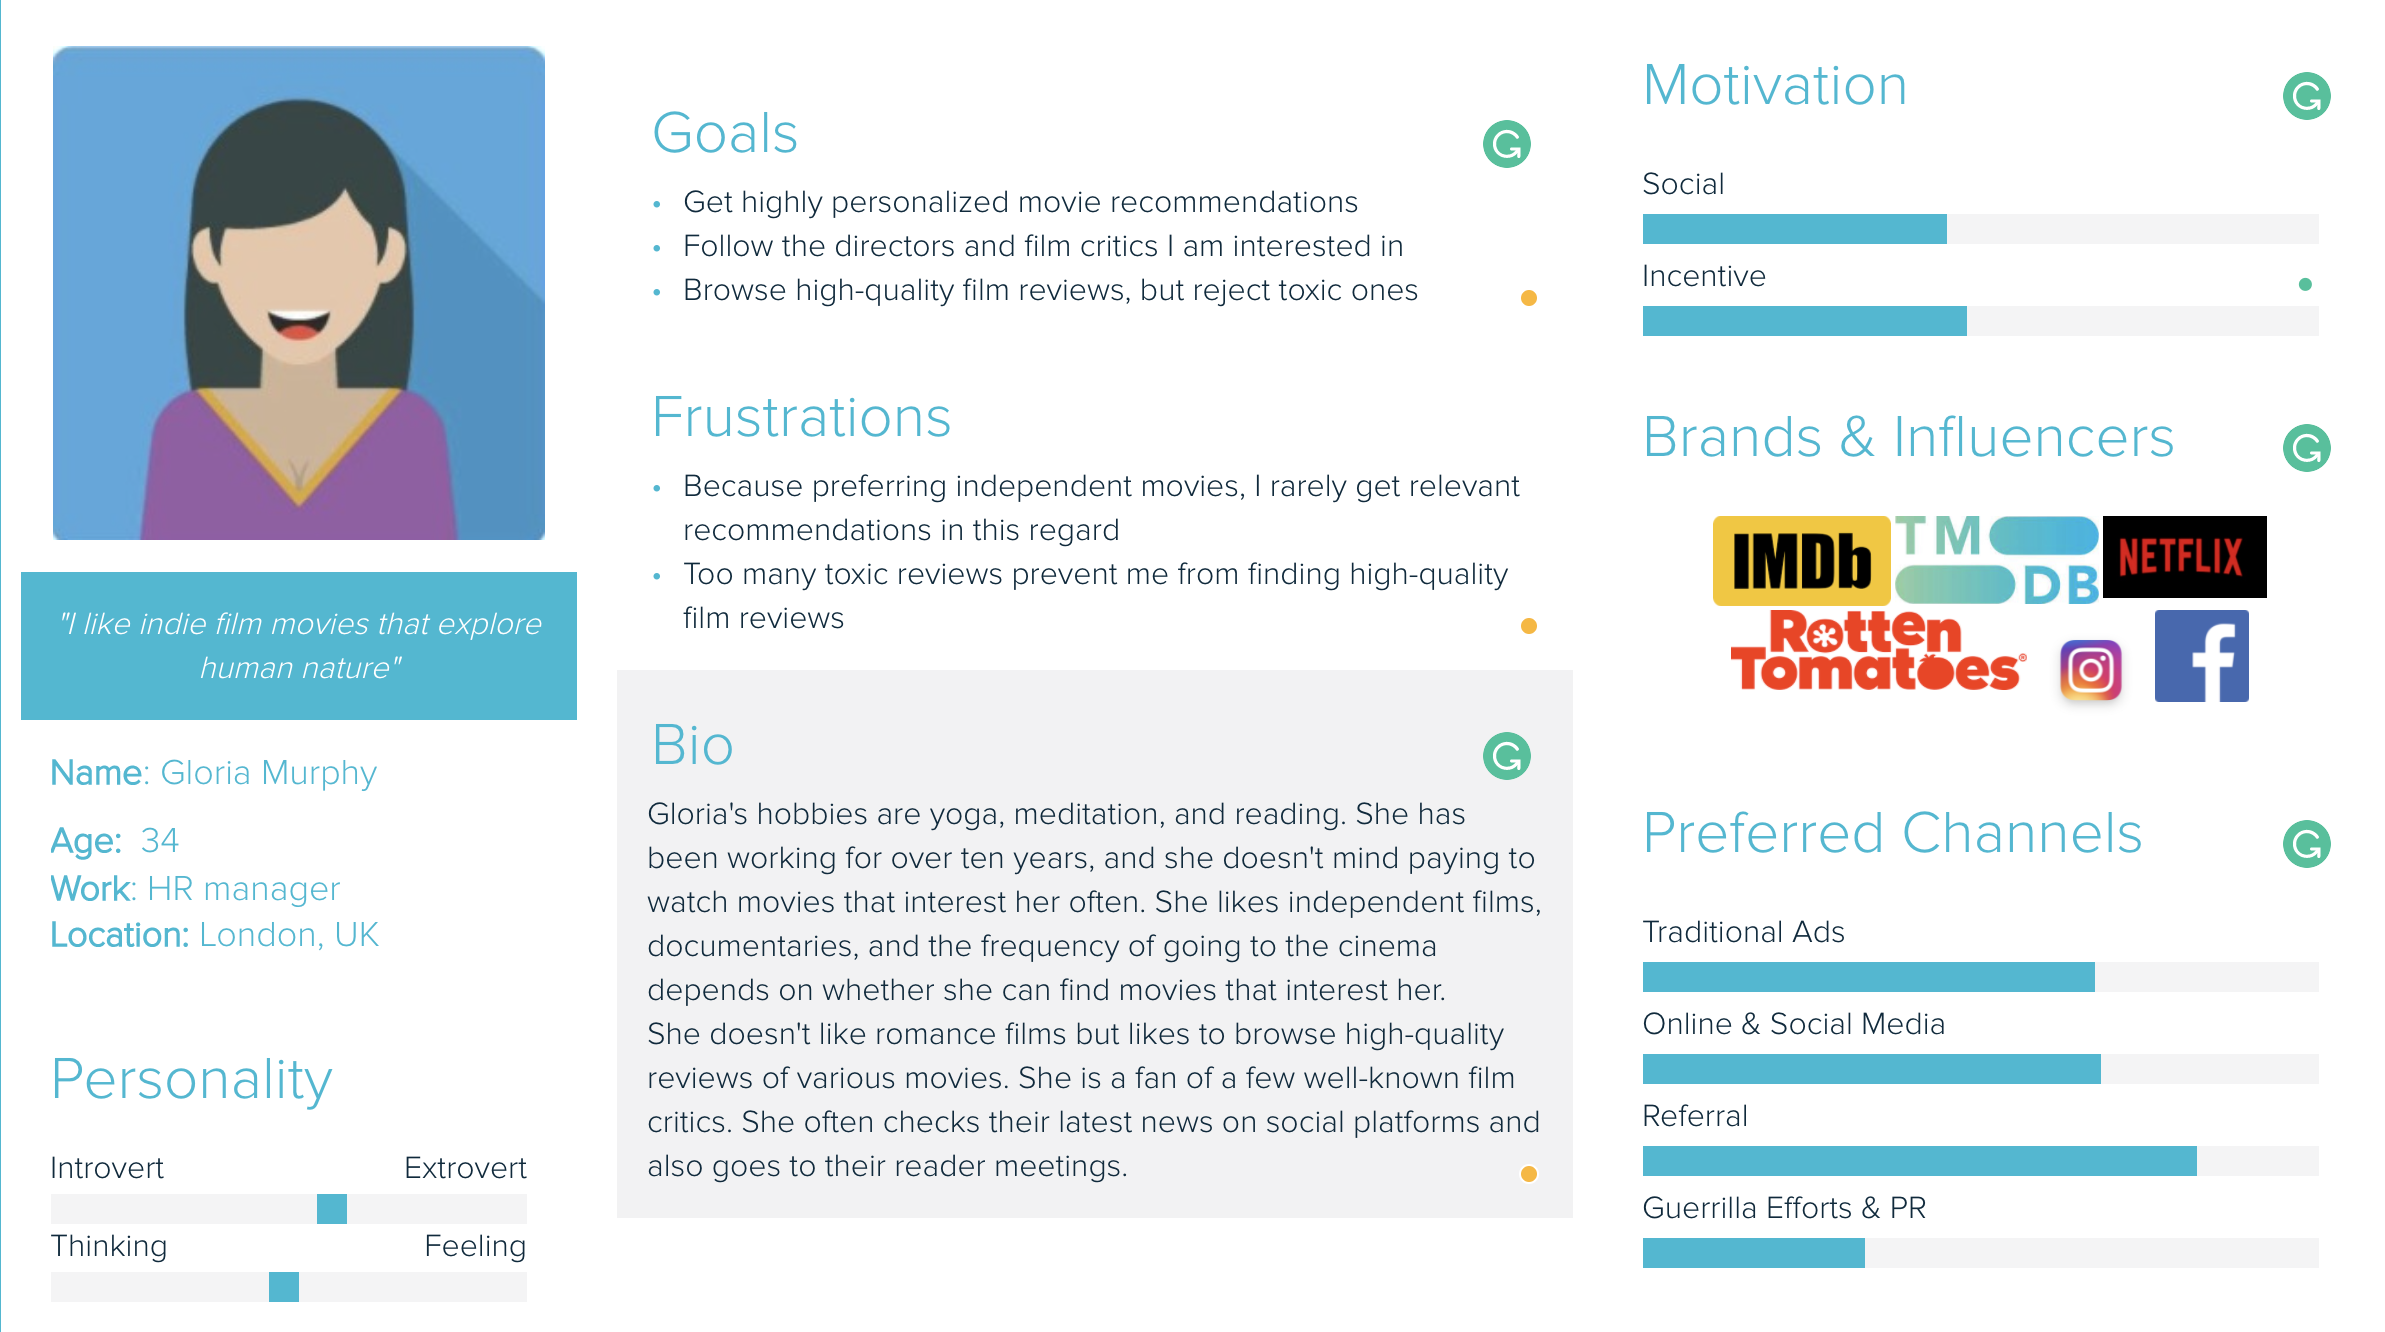 "I like indie film movies that explore
human nature"
Name: Gloria Murphy
Age: 34
Work: HR manager
Location: London, UK
Personality
Introvert Extrovert
Thinking Feeling
Goals
• Get highly personalized movie recommendations
• Follow the directors and film critics I am interested in
• Browse high-quality film reviews, but reject toxic ones
Frustrations
• Because preferring independent movies, I rarely get relevant
recommendations in this regard
• Too many toxic reviews prevent me from finding high-quality
film reviews
Bio
Gloria's hobbies are yoga, meditation, and reading. She has
been working for over ten years, and she doesn't mind paying to
watch movies that interest her often. She likes independent films,
documentaries, and the frequency of going to the cinema
depends on whether she can find movies that interest her.
She doesn't like romance films but likes to browse high-quality
reviews of various movies. She is a fan of a few well-known film
critics. She often checks their latest news on social platforms and
also goes to their reader meetings.
Motivation
Social
Incentive
Brands & Influencers
IMDb
TM
DB
NETFLIX
Rotten
Tomatoes®
f
Preferred Channels
Traditional Ads
Online & Social Media
Referral
Guerrilla Efforts & PR